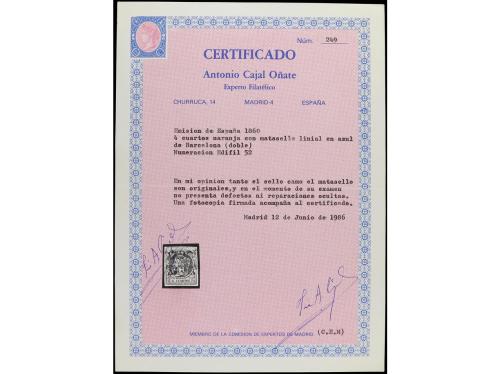 Núm. 240
CERTIFICADO
Antonio Cajal Oñate
Experto Filatélico
CHURRUCA, 14 MADRID-4 ESPAÑA
Emision de España 1860
4 cuartos naranja con matasello linial en azul
de Barcelona (doble)
Numeracion Edifil 52
En mi opinion tanto el sello como el matasello
son originales,y en el momento de su examen
no presenta defectos ni reparaciones ocultas.
Una fotocopia firmada acompaña al certificado.
Madrid 12 de Junio de 1986
MIEMBRO DE LA COMISION DE EXPERTOS DE MADRID (C.E.M)